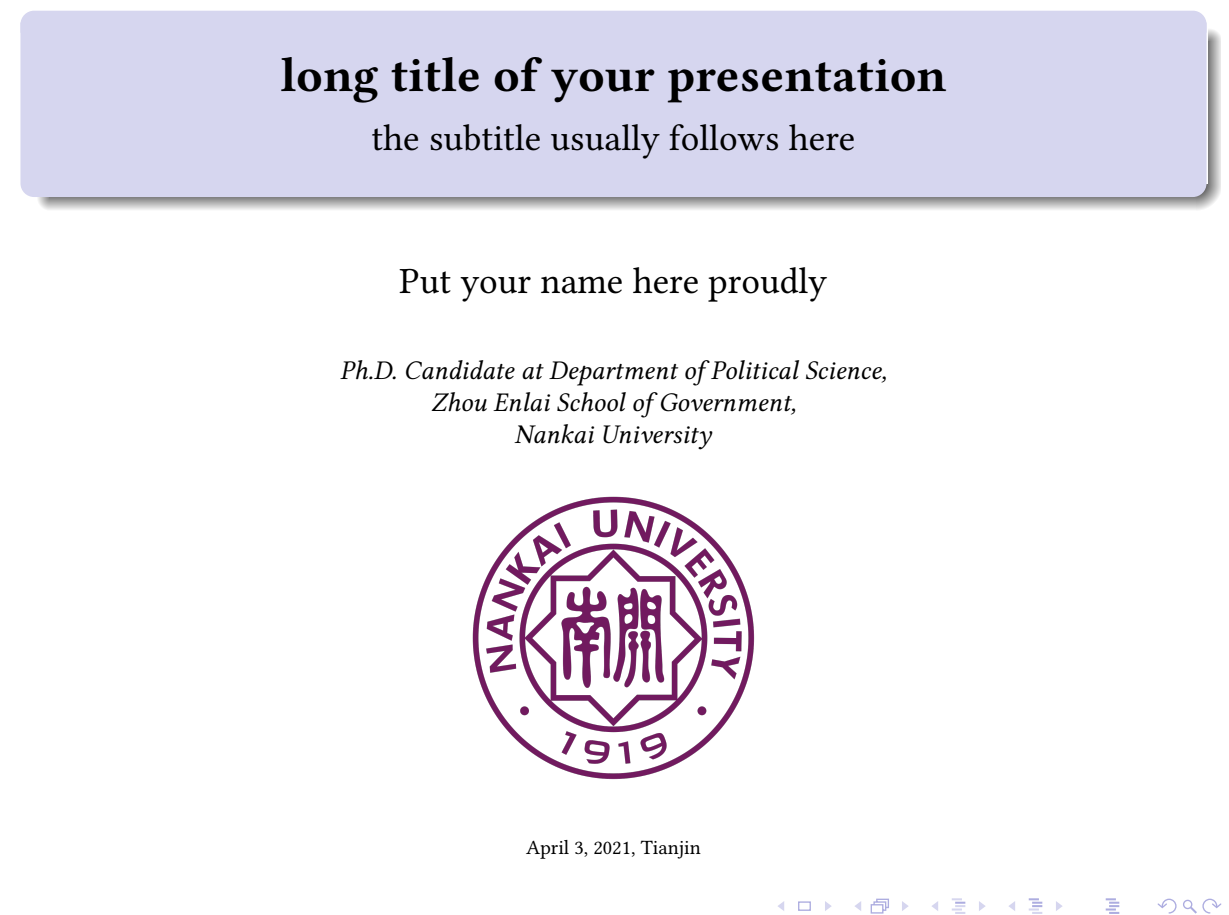 long title of your presentation
the subtitle usually follows here
Put your name here proudly
Ph.D. Candidate at Department of Political Science,
Zhou Enlai School of Government,
Nankai University
NANKAI UNIVERSITY
南開
1919
April 3, 2021, Tianjin